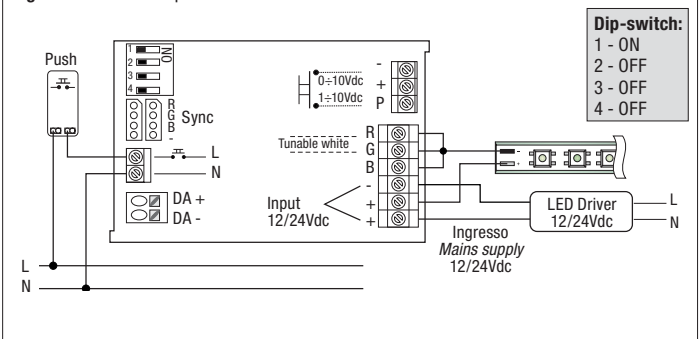 Dip-switch:
1 - ON
2 - OFF
3 - OFF
4 - OFF
Push
1
2
3
4
ON
R
G
B
-
Sync
L
N
DA +
DA -
-
+
P
0÷10Vdc
1÷10Vdc
R
G
B
-
+
+
Tunable white
Input
12/24Vdc
-
+
LED Driver
12/24Vdc
L
N
Ingresso
Mains supply
12/24Vdc
L
N